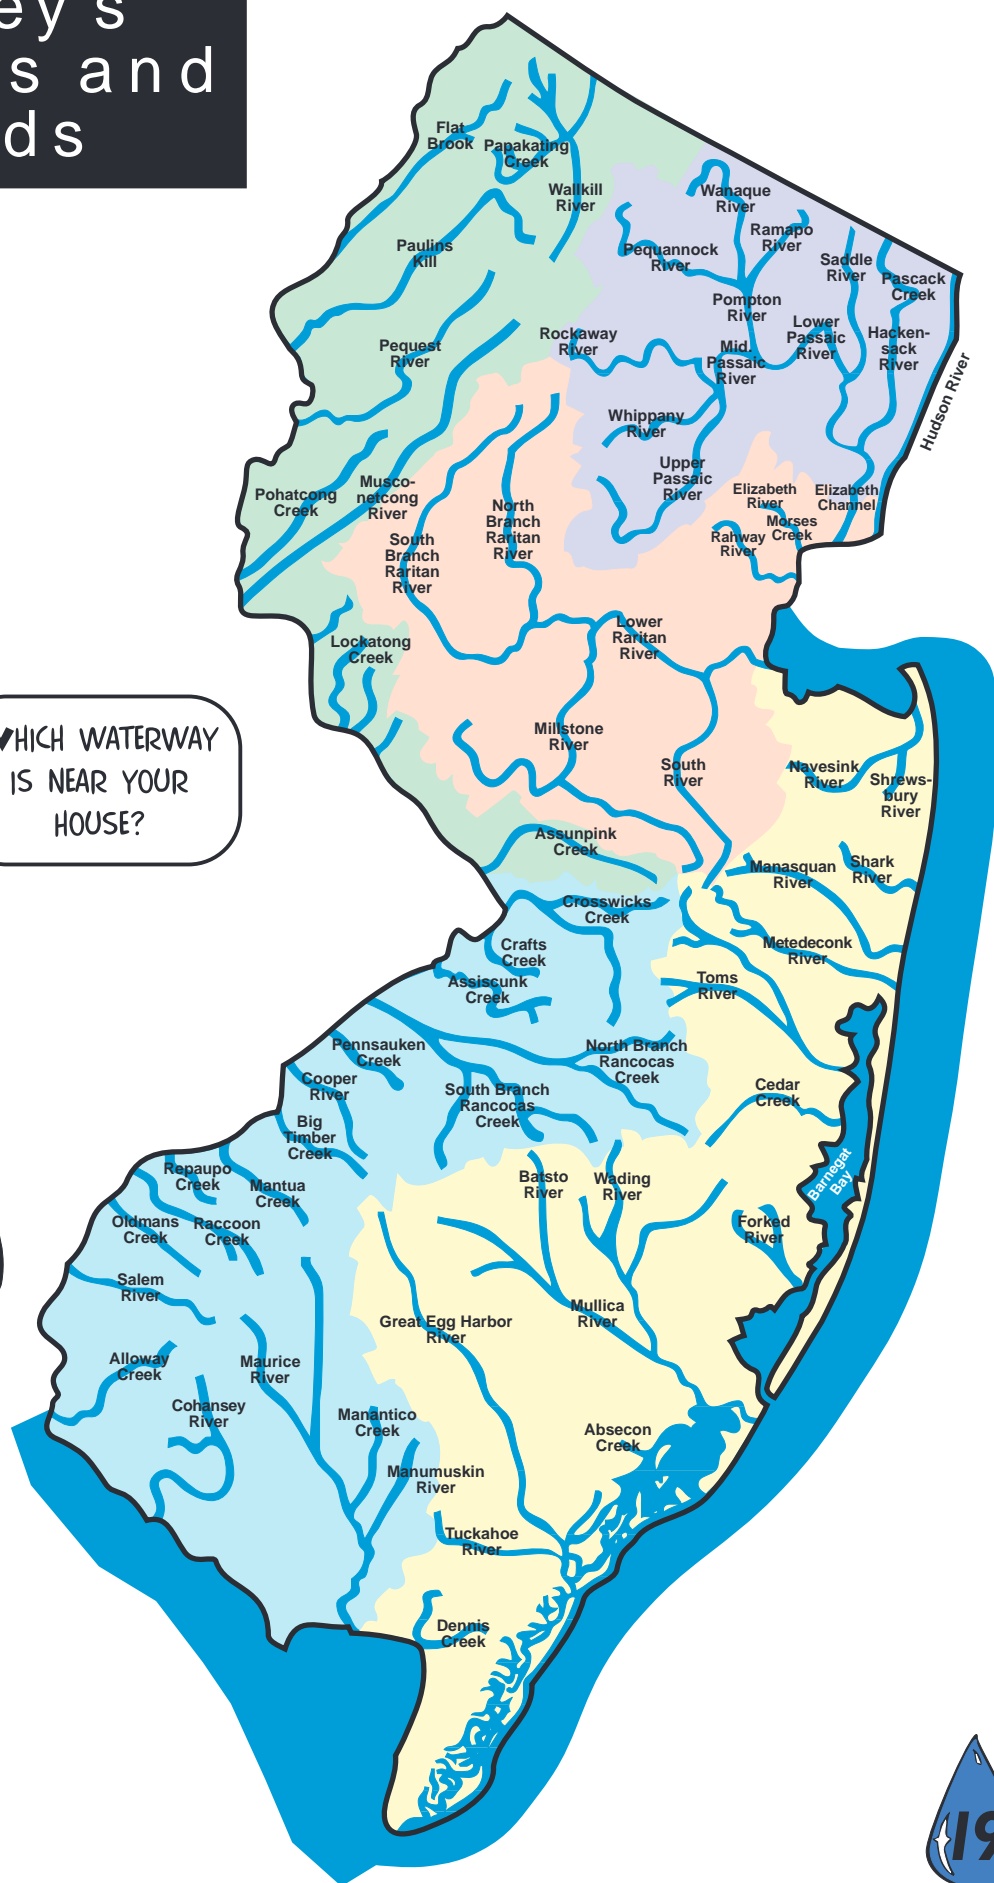 ey's
s and
ds
Flat
Brook
Papakating
Creek
Wallkill
River
Wanaque
River
Ramapo
River
Paulins
Kill
Pequannock
River
Saddle
River
Pascack
Creek
Pompton
River
Lower
Passaic
River
Hacken-
sack
River
Rockaway
River
Mid.
Passaic
River
Pequest
River
Hudson River
Whippany
River
Upper
Passaic
River
Pohatcong
Creek
Musco-
netcong
River
North
Branch
Raritan
River
Elizabeth
River
Elizabeth
Channel
Morses
Creek
Rahway
River
South
Branch
Raritan
River
Lockatong
Creek
Lower
Raritan
River
WHICH WATERWAY
IS NEAR YOUR
HOUSE?
Millstone
River
South
River
Navesink
River
Shrews-
bury
River
Assunpink
Creek
Manasquan
River
Shark
River
Crosswicks
Creek
Crafts
Creek
Metedeconk
River
Assiscunk
Creek
Toms
River
Pennsauken
Creek
North Branch
Rancocas
Creek
Cooper
River
South Branch
Rancocas
Creek
Cedar
Creek
Big
Timber
Creek
Barnegat
Bay
Repaupo
Creek
Mantua
Creek
Batsto
River
Wading
River
Oldmans
Creek
Raccoon
Creek
Forked
River
Salem
River
Great Egg Harbor
River
Mullica
River
Alloway
Creek
Maurice
River
Cohansey
River
Manantico
Creek
Absecon
Creek
Manumuskin
River
Tuckahoe
River
Dennis
Creek
19